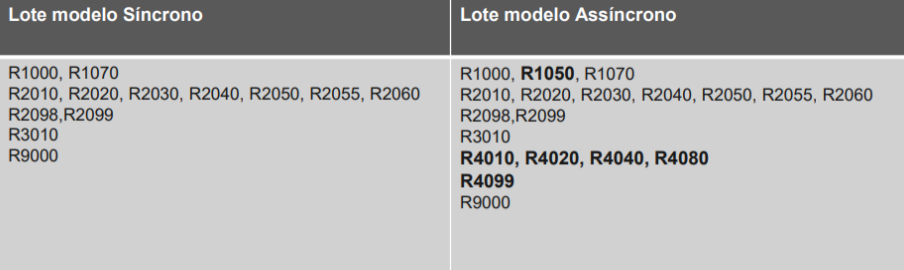 Lote modelo Síncrono
R1000, R1070
R2010, R2020, R2030, R2040, R2050, R2055, R2060
R2098,R2099
R3010
R9000
Lote modelo Assíncrono
R1000, R1050, R1070
R2010, R2020, R2030, R2040, R2050, R2055, R2060
R2098,R2099
R3010
R4010, R4020, R4040, R4080
R4099
R9000